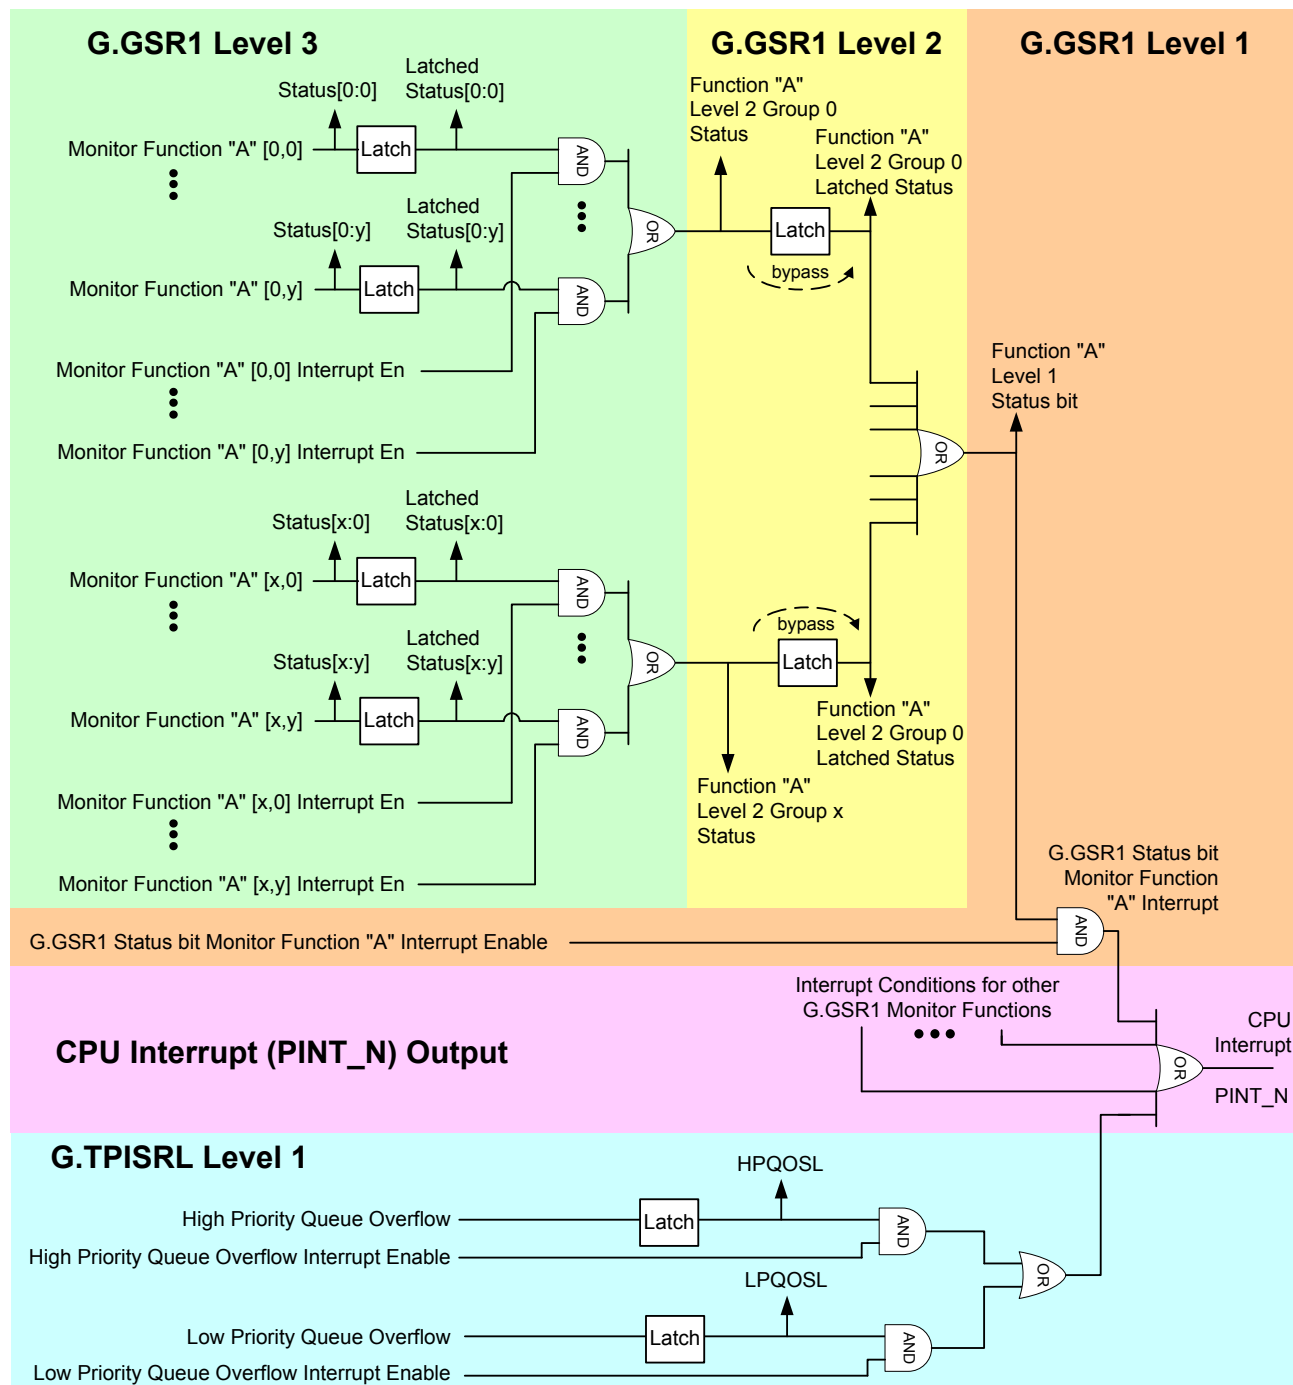 G.GSR1 Level 3
G.GSR1 Level 2
G.GSR1 Level 1
Status[0:0]
Latched
Status[0:0]
Monitor Function "A" [0,0]
Latch
AND
Status[0:y]
Latched
Status[0:y]
Monitor Function "A" [0,y]
Latch
AND
OR
Monitor Function "A" [0,0] Interrupt En
Monitor Function "A" [0,y] Interrupt En
Function "A"
Level 2 Group 0
Status
Function "A"
Level 2 Group 0
Latched Status
Latch
bypass
OR
Function "A"
Level 1
Status bit
Status[x:0]
Latched
Status[x:0]
Monitor Function "A" [x,0]
Latch
AND
Status[x:y]
Latched
Status[x:y]
Monitor Function "A" [x,y]
Latch
AND
OR
Monitor Function "A" [x,0] Interrupt En
Monitor Function "A" [x,y] Interrupt En
bypass
Latch
Function "A"
Level 2 Group 0
Latched Status
Function "A"
Level 2 Group x
Status
G.GSR1 Status bit
Monitor Function
"A" Interrupt
G.GSR1 Status bit Monitor Function "A" Interrupt Enable
AND
Interrupt Conditions for other
G.GSR1 Monitor Functions
CPU Interrupt (PINT_N) Output
OR
CPU
Interrupt
PINT_N
G.TPISRL Level 1
HPQOSL
High Priority Queue Overflow
Latch
AND
High Priority Queue Overflow Interrupt Enable
LPQOSL
OR
Low Priority Queue Overflow
Latch
AND
Low Priority Queue Overflow Interrupt Enable